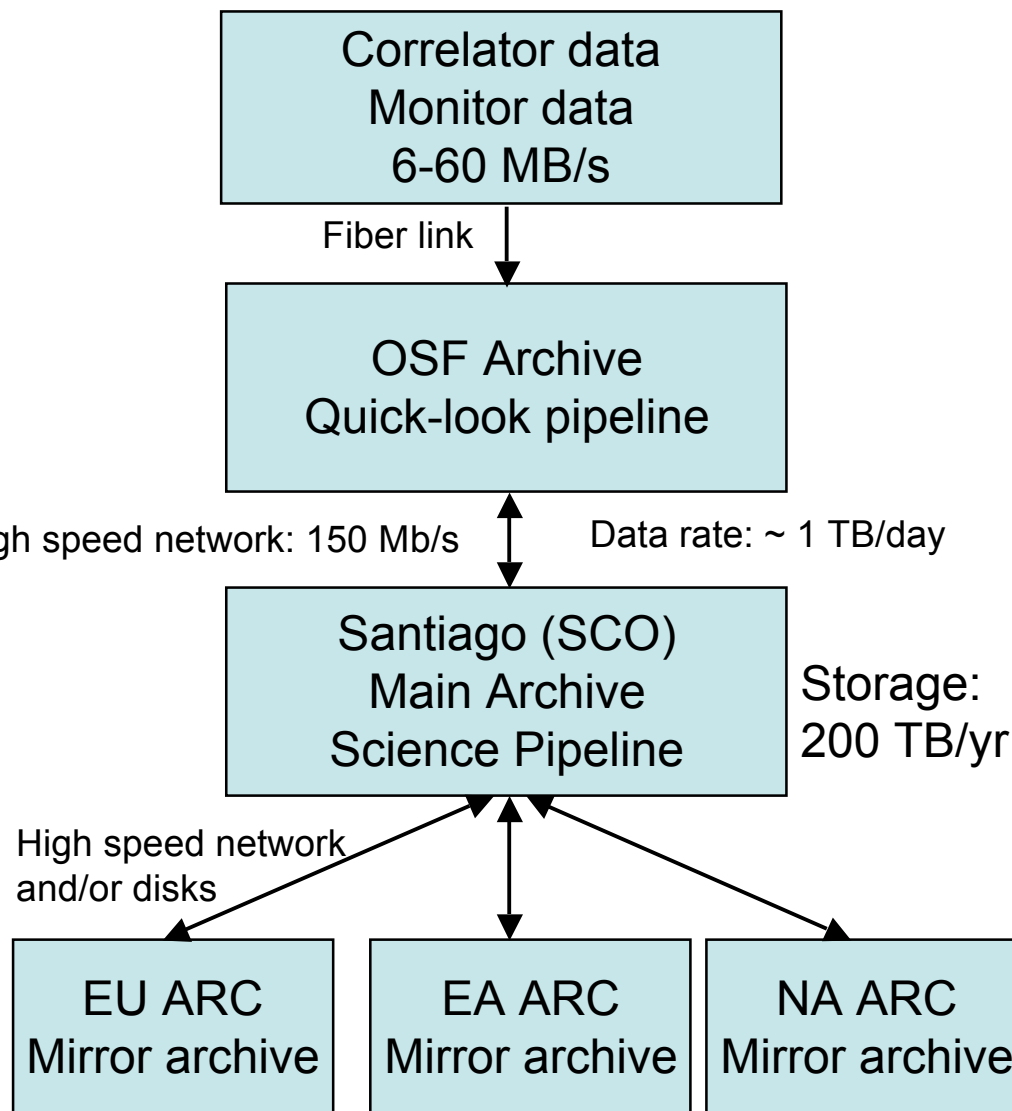 Correlator data
Monitor data
6-60 MB/s
Fiber link
OSF Archive
Quick-look pipeline
gh speed network: 150 Mb/s
Data rate: ~ 1 TB/day
Santiago (SCO)
Main Archive
Science Pipeline
Storage:
200 TB/yr
High speed network
and/or disks
EU ARC
Mirror archive
EA ARC
Mirror archive
NA ARC
Mirror archive